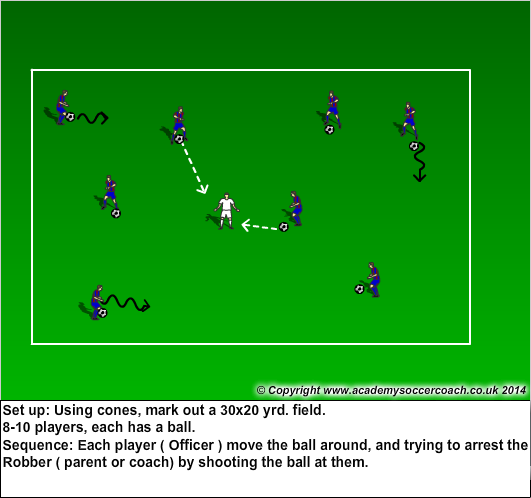 © Copyright www.academysoccercoach.co.uk 2014
Set up: Using cones, mark out a 30x20 yrd. field.
8-10 players, each has a ball.
Sequence: Each player ( Officer ) move the ball around, and trying to arrest the
Robber ( parent or coach) by shooting the ball at them.